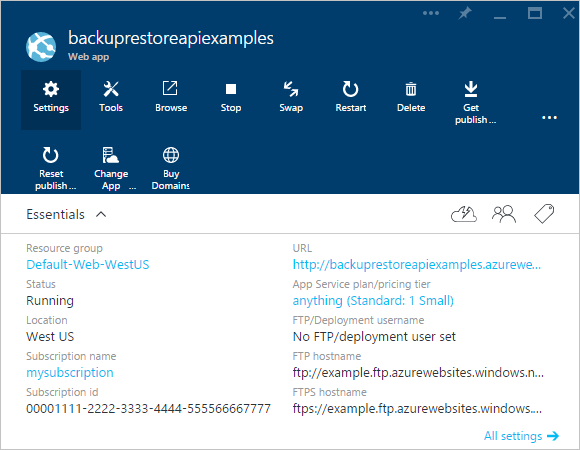 backuprestoreapiexamples
Web app
Settings
Tools
Browse
Stop
Swap
Restart
Delete
Get
publish ...
Reset
publish...
Change
App ...
Buy
Domains
Essentials
Resource group
Default-Web-WestUS
URL
http://backuprestoreapiexamples.azurewe...
Status
Running
App Service plan/pricing tier
anything (Standard: 1 Small)
Location
West US
FTP/Deployment username
No FTP/deployment user set
Subscription name
mysubscription
FTP hostname
ftp://example.ftp.azurewebsites.windows.n...
Subscription id
00001111-2222-3333-4444-555566667777
FTPS hostname
ftps://example.ftp.azurewebsites.windows....
All settings